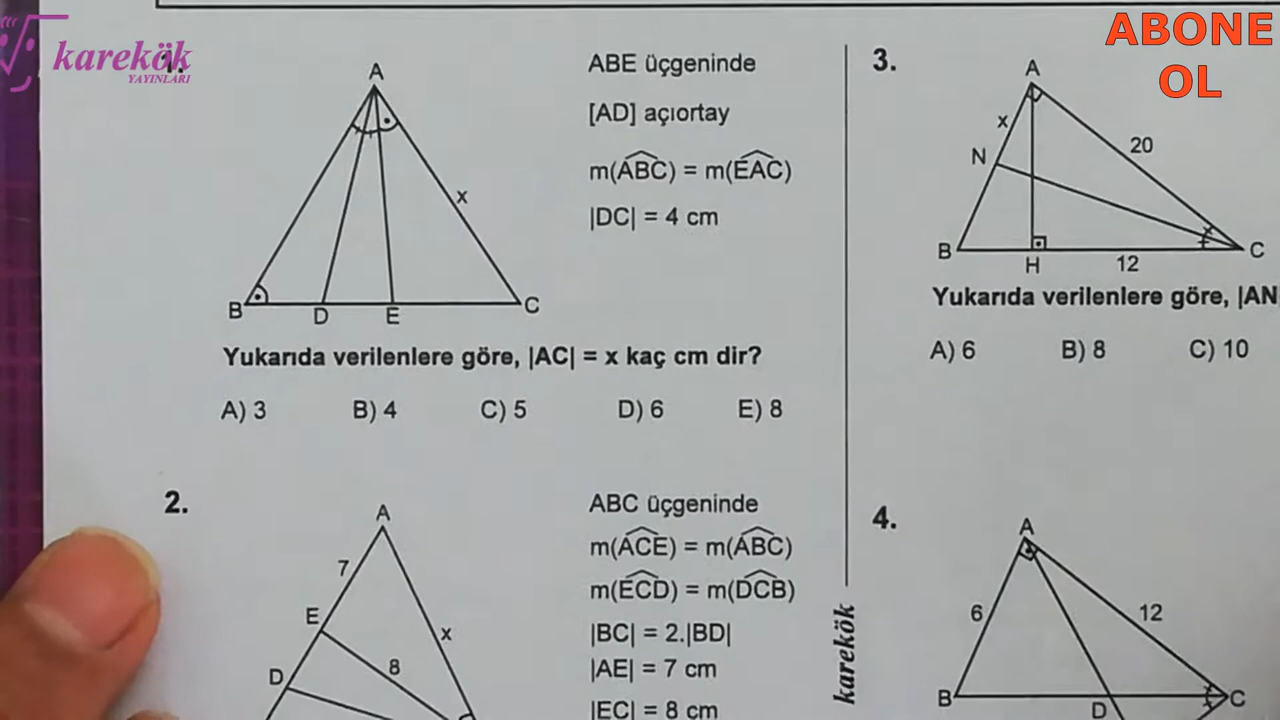 karekök
YAYINLARI
ABONE
OL
1.
A
B
D
E
C
x
ABE üçgeninde
[AD] açıortay
m(ABC) = m(EAC)
|DC| = 4 cm
Yukarıda verilenlere göre, |AC| = x kaç cm dir?
A) 3 B) 4 C) 5 D) 6 E) 8
2.
A
7
E
x
D
8
ABC üçgeninde
m(ACE) = m(ABC)
m(ECD) = m(DCB)
|BC| = 2.|BD|
|AE| = 7 cm
|EC| = 8 cm
karekök
3.
A
x
20
N
B
H
12
C
Yukarıda verilenlere göre, |AN
A) 6 B) 8 C) 10
4.
A
6
12
B
D
C